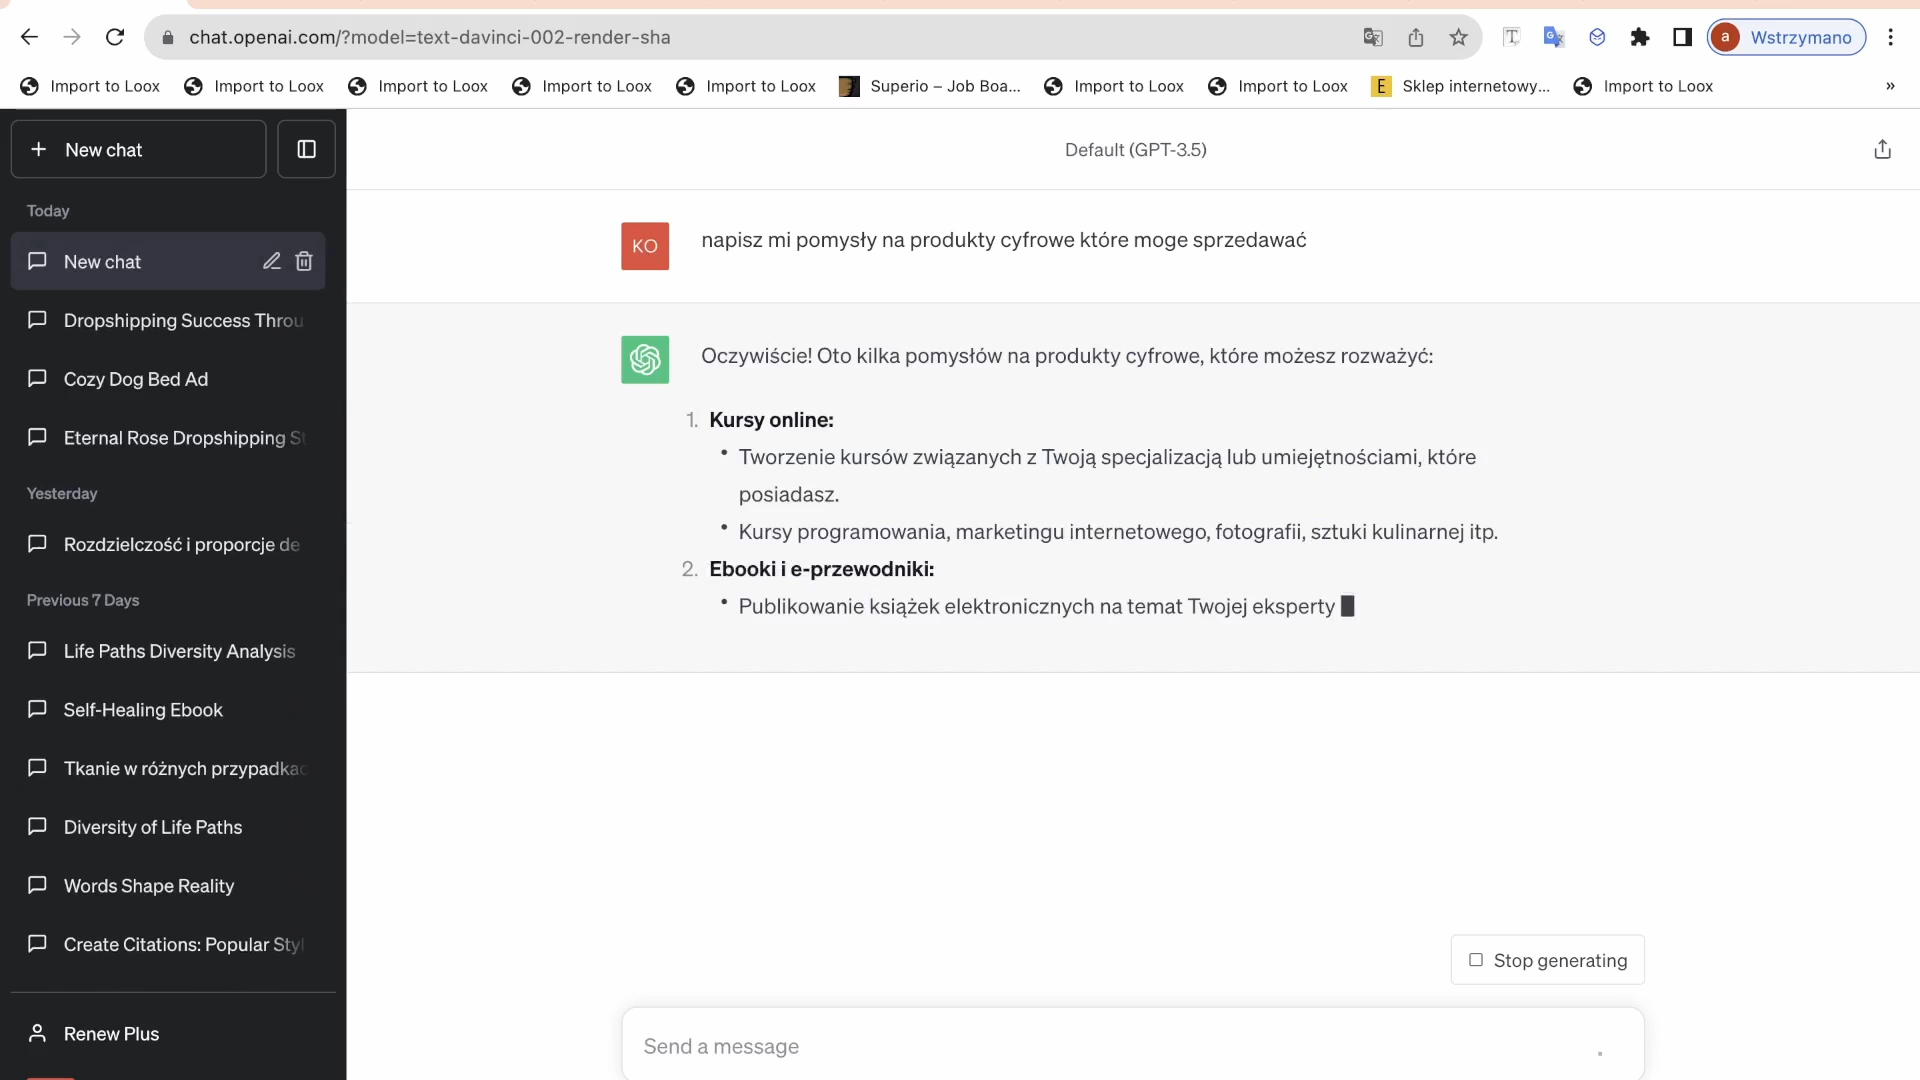 chat.openai.com/?model=text-davinci-002-render-sha
a Wstrzymano
Import to Loox
Import to Loox
Import to Loox
Import to Loox
Import to Loox
Superio – Job Boa...
Import to Loox
Import to Loox
E Sklep internetowy...
Import to Loox
»
+ New chat
Today
New chat
Dropshipping Success Throu
Cozy Dog Bed Ad
Eternal Rose Dropshipping St
Yesterday
Rozdzielczość i proporcje de
Previous 7 Days
Life Paths Diversity Analysis
Self-Healing Ebook
Tkanie w różnych przypadkac
Diversity of Life Paths
Words Shape Reality
Create Citations: Popular Styl
Renew Plus
Default (GPT-3.5)
KO
napisz mi pomysły na produkty cyfrowe które moge sprzedawać
Oczywiście! Oto kilka pomysłów na produkty cyfrowe, które możesz rozważyć:
1. Kursy online:
• Tworzenie kursów związanych z Twoją specjalizacją lub umiejętnościami, które
posiadasz.
• Kursy programowania, marketingu internetowego, fotografii, sztuki kulinarnej itp.
2. Ebooki i e-przewodniki:
• Publikowanie książek elektronicznych na temat Twojej eksperty
Stop generating
Send a message